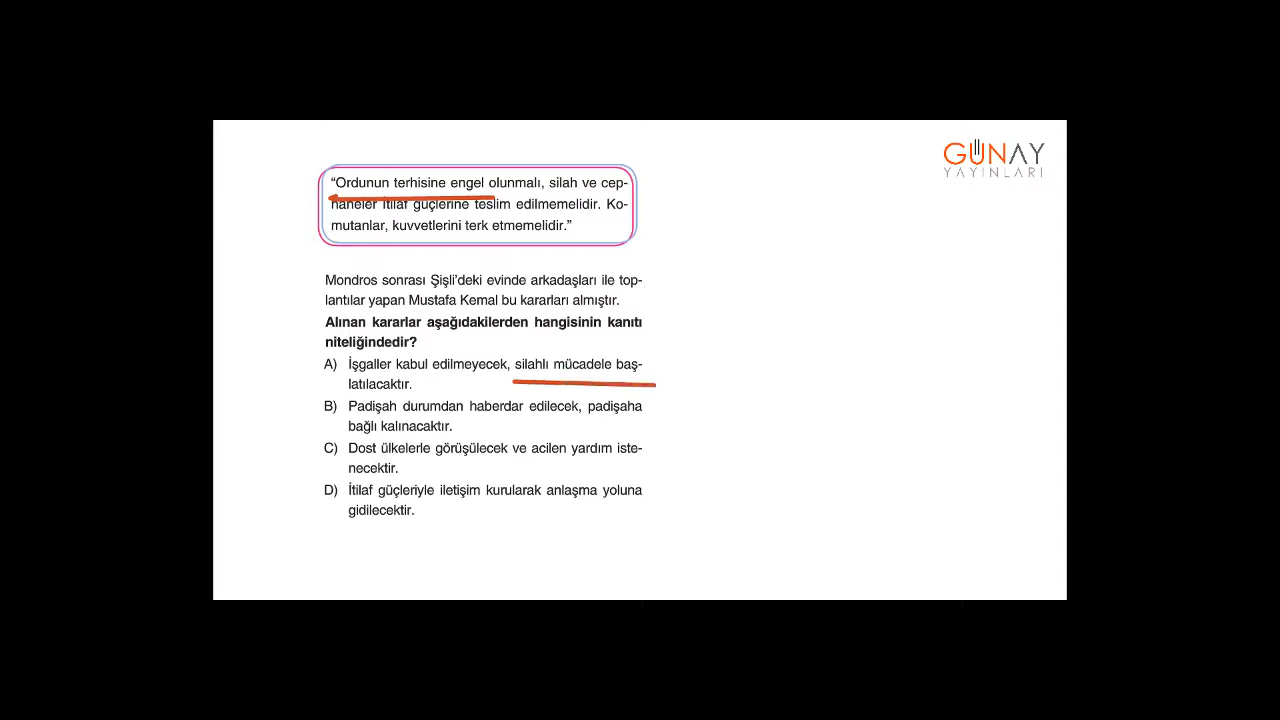 GÜNAY
YAYINLARI
“Ordunun terhisine engel olunmalı, silah ve cep-
haneler İtilaf güçlerine teslim edilmemelidir. Ko-
mutanlar, kuvvetlerini terk etmemelidir.”
Mondros sonrası Şişli’deki evinde arkadaşları ile top-
lantılar yapan Mustafa Kemal bu kararları almıştır.
Alınan kararlar aşağıdakilerden hangisinin kanıtı
niteliğindedir?
A) İşgaller kabul edilmeyecek, silahlı mücadele baş-
latılacaktır.
B) Padişah durumdan haberdar edilecek, padişaha
bağlı kalınacaktır.
C) Dost ülkelerle görüşülecek ve acilen yardım iste-
necektir.
D) İtilaf güçleriyle iletişim kurularak anlaşma yoluna
gidilecektir.